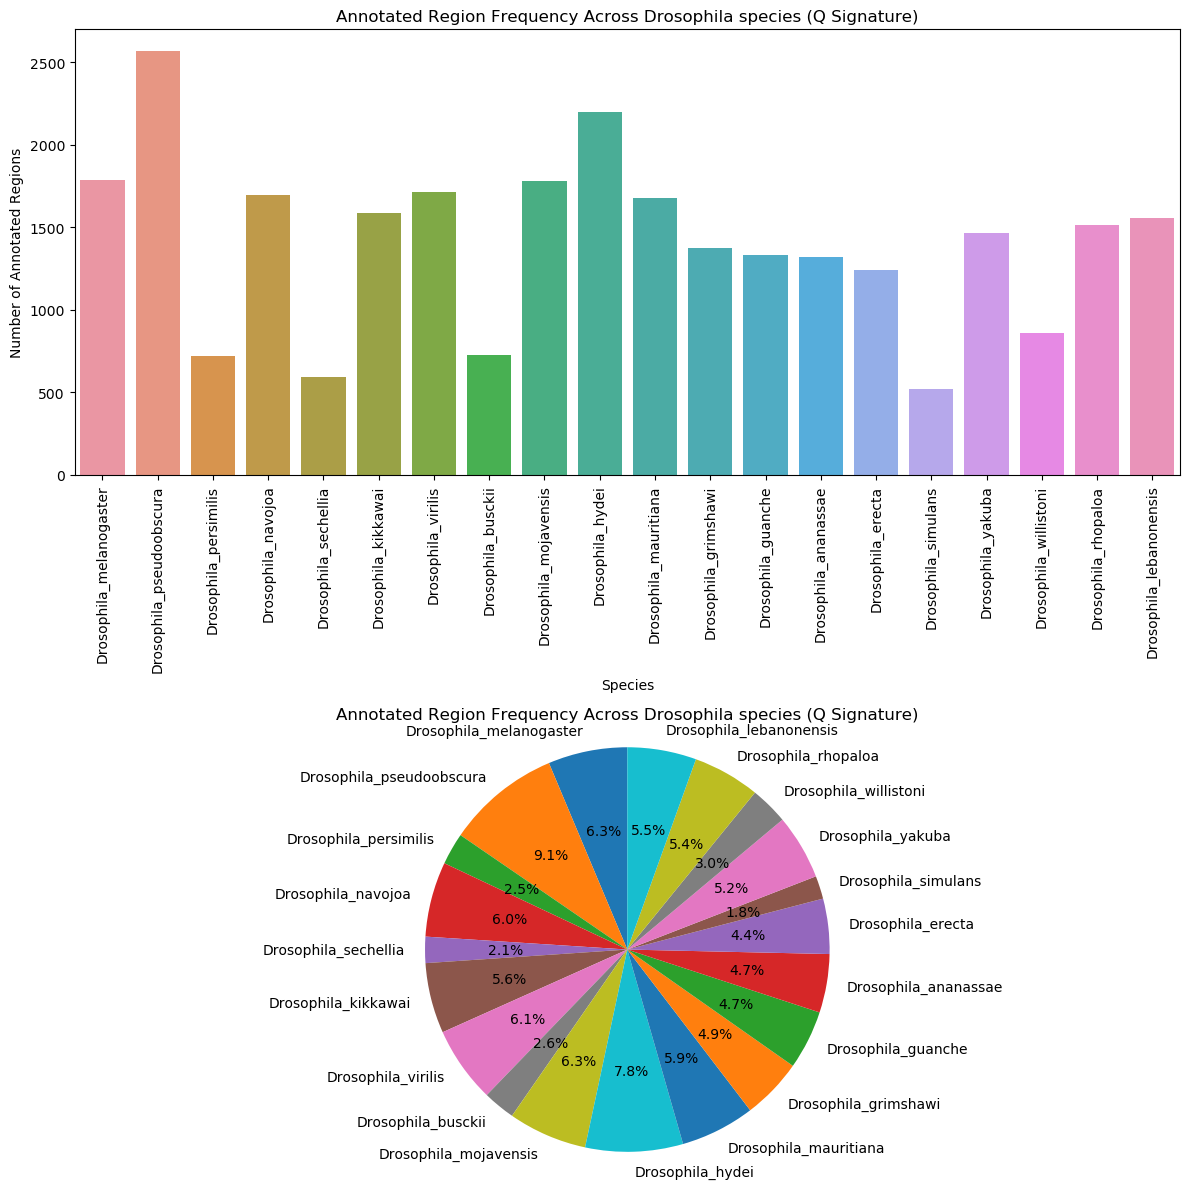 Annotated Region Frequency Across Drosophila species (Q Signature)
Number of Annotated Regions
2500
2000
1500
1000
500
0
Drosophila_melanogaster
Drosophila_pseudoobscura
Drosophila_persimilis
Drosophila_navojoa
Drosophila_sechellia
Drosophila_kikkawai
Drosophila_virilis
Drosophila_busckii
Drosophila_mojavensis
Drosophila_hydei
Drosophila_mauritiana
Drosophila_grimshawi
Drosophila_guanche
Drosophila_ananassae
Drosophila_erecta
Drosophila_simulans
Drosophila_yakuba
Drosophila_willistoni
Drosophila_rhopaloa
Drosophila_lebanonensis
Species
Annotated Region Frequency Across Drosophila species (Q Signature)
Drosophila_melanogaster
6.3%
Drosophila_pseudoobscura
9.1%
Drosophila_persimilis
2.5%
Drosophila_navojoa
6.0%
Drosophila_sechellia
2.1%
Drosophila_kikkawai
5.6%
Drosophila_virilis
6.1%
Drosophila_busckii
2.6%
Drosophila_mojavensis
6.3%
Drosophila_hydei
7.8%
Drosophila_mauritiana
5.9%
Drosophila_grimshawi
4.9%
Drosophila_guanche
4.7%
Drosophila_ananassae
4.7%
Drosophila_erecta
4.4%
Drosophila_simulans
1.8%
Drosophila_yakuba
5.2%
Drosophila_willistoni
3.0%
Drosophila_rhopaloa
5.4%
Drosophila_lebanonensis
5.5%